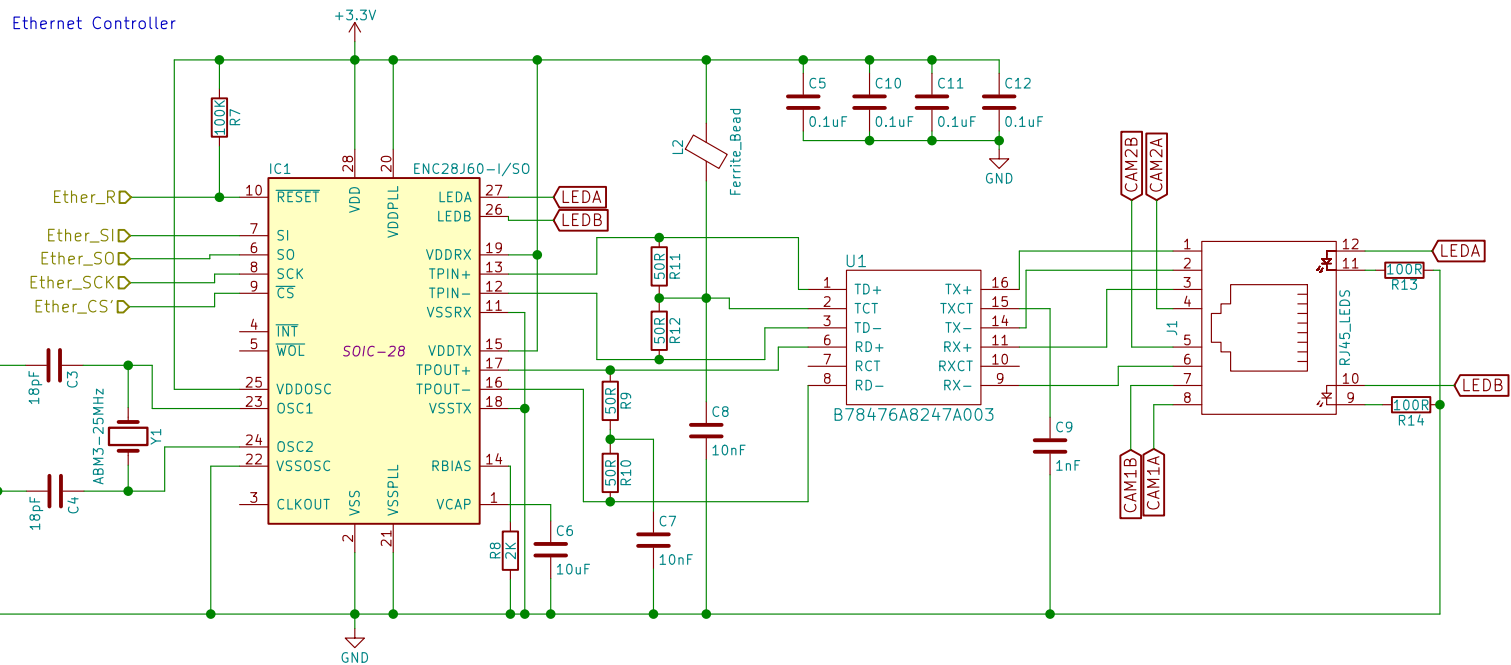 Ethernet Controller
+3.3V
100K
R7
C5
0.1uF
C10
0.1uF
C11
0.1uF
C12
0.1uF
GND
L2
Ferrite_Bead
CAM2B
CAM2A
IC1
ENC28J60-I/SO
28
VDD
20
VDDPLL
Ether_R
10
RESET
Ether_SI
7
SI
Ether_SO
6
SO
Ether_SCK
8
SCK
Ether_CS'
9
CS
4
INT
5
WOL
SOIC-28
25
VDDOSC
23
OSC1
24
OSC2
22
VSSOSC
3
CLKOUT
LEDA
27
LEDA
LEDB
26
LEDB
VDDRX
19
TPIN+
13
TPIN-
12
VSSRX
11
VDDTX
15
TPOUT+
17
TPOUT-
16
VSSTX
18
RBIAS
14
VCAP
1
VSS
2
VSSPLL
21
18pF
C3
ABM3-25MHz
Y1
18pF
C4
50R
R11
50R
R12
50R
R9
50R
R10
R8
2K
C6
10uF
C7
10nF
C8
10nF
U1
1
TD+
2
TCT
3
TD-
6
RD+
7
RCT
8
RD-
TX+
16
TXCT
15
TX-
14
RX+
11
RXCT
10
RX-
9
B78476A8247A003
C9
1nF
1
2
3
4
5
6
7
8
J1
RJ45_LEDS
12
LEDA
11
100R
R13
10
LEDB
9
100R
R14
CAM1B
CAM1A
GND